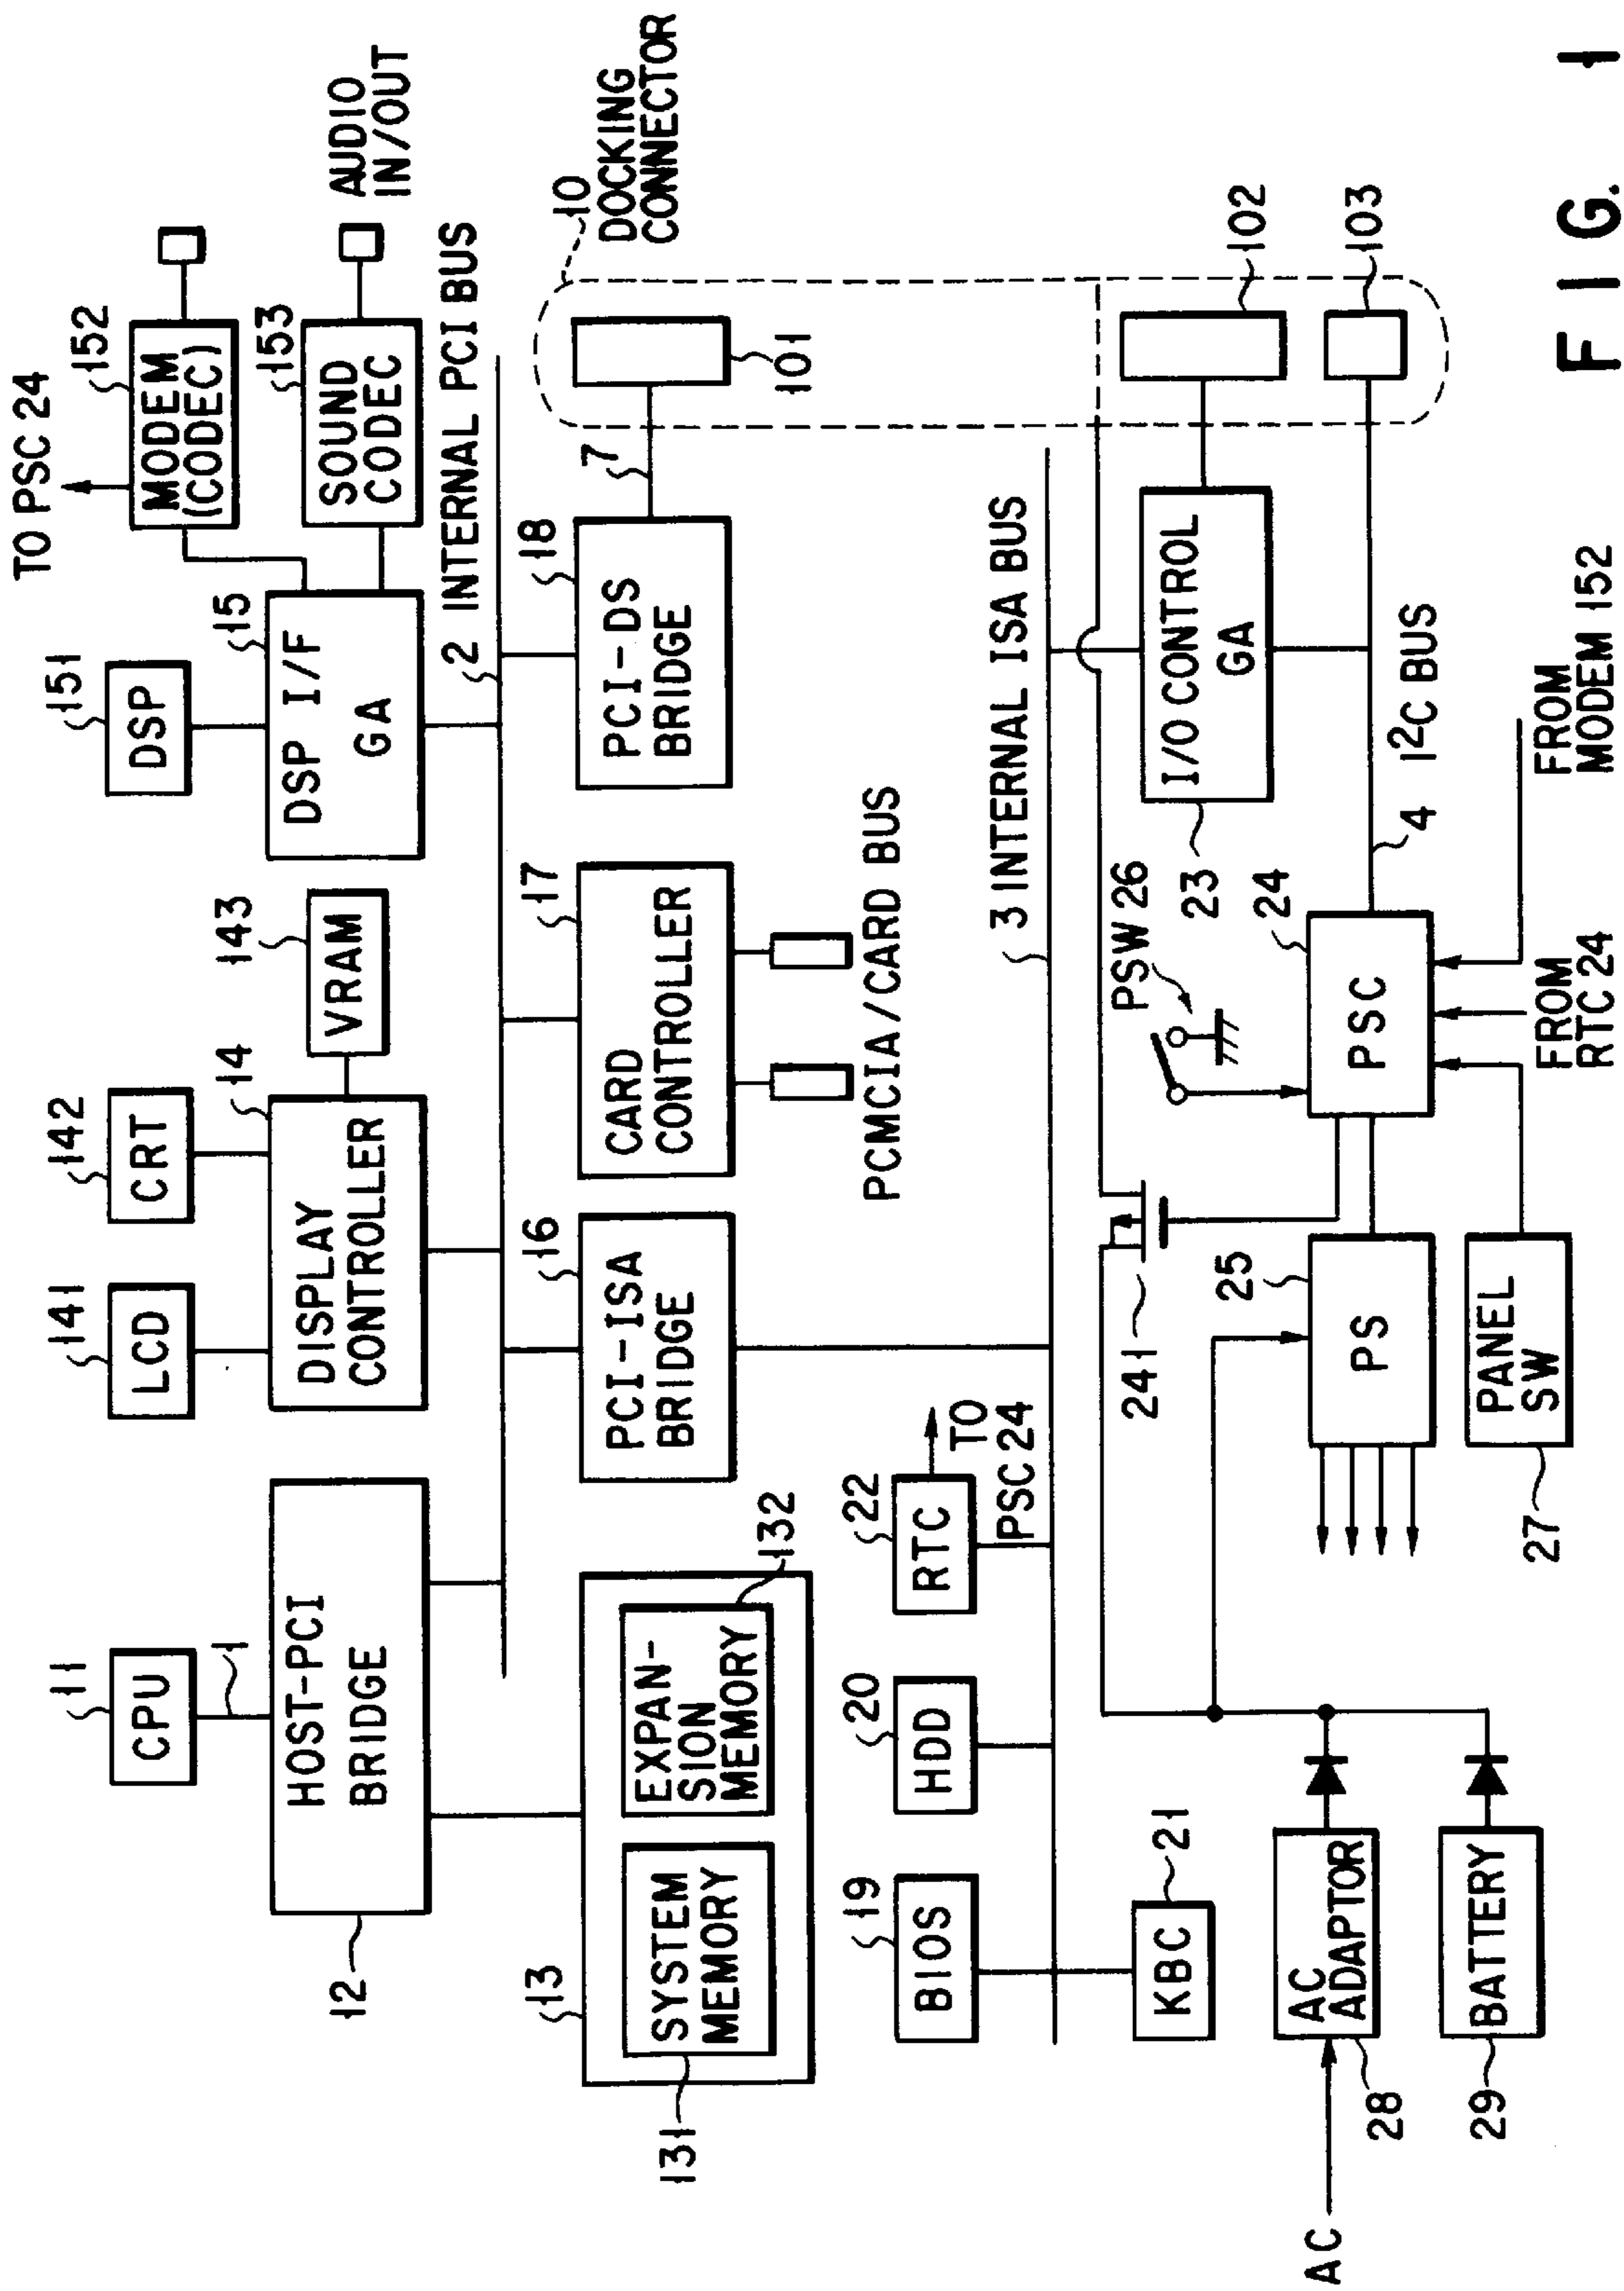 11
CPU
1
HOST-PCI
BRIDGE
12
141
LCD
142
CRT
14
DISPLAY
CONTROLLER
143
VRAM
151
DSP
15
DSP I/F
GA
TO PSC 24
152
MODEM
(CODEC)
153
SOUND
CODEC
AUDIO
IN/OUT
2 INTERNAL PCI BUS
13
131
SYSTEM
MEMORY
EXPAN-
SION
MEMORY
132
16
PCI-ISA
BRIDGE
17
CARD
CONTROLLER
PCMCIA/CARD BUS
18
PCI-DS
BRIDGE
7
101
10
DOCKING
CONNECTOR
19
BIOS
20
HDD
22
RTC
TO
PSC24
3 INTERNAL ISA BUS
21
KBC
241
PSW 26
23
I/O CONTROL
GA
102
103
AC
AC
ADAPTOR
28
BATTERY
29
25
PS
24
PSC
4
I2C BUS
PANEL
SW
27
FROM
RTC 24
FROM
MODEM 152
FIG. 1